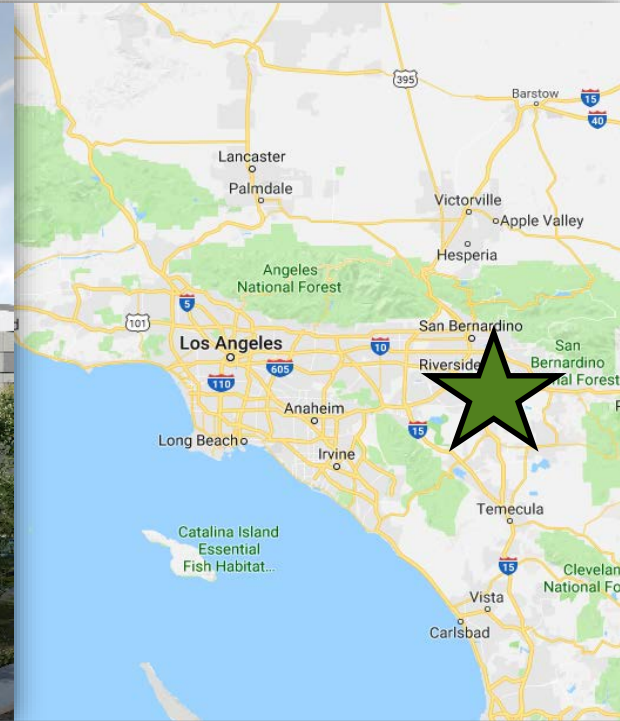 395
Barstow
15
40
Lancaster
Palmdale
Victorville
Apple Valley
Hesperia
Angeles
National Forest
5
101
San Bernardino
10
Los Angeles
605
110
Riverside
San
Bernardino
Forest
Anaheim
15
Long Beach
Irvine
Temecula
Catalina Island
Essential
Fish Habitat...
15
Clevelan
National Fo
Vista
Carlsbad